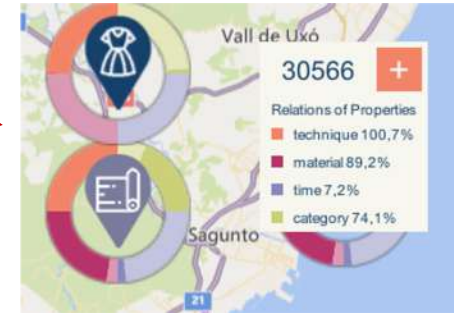 Vall de Uxó
30566 +
Relations of Properties
technique 100,7%
material 89,2%
time 7,2%
category 74,1%
Sagunto
21